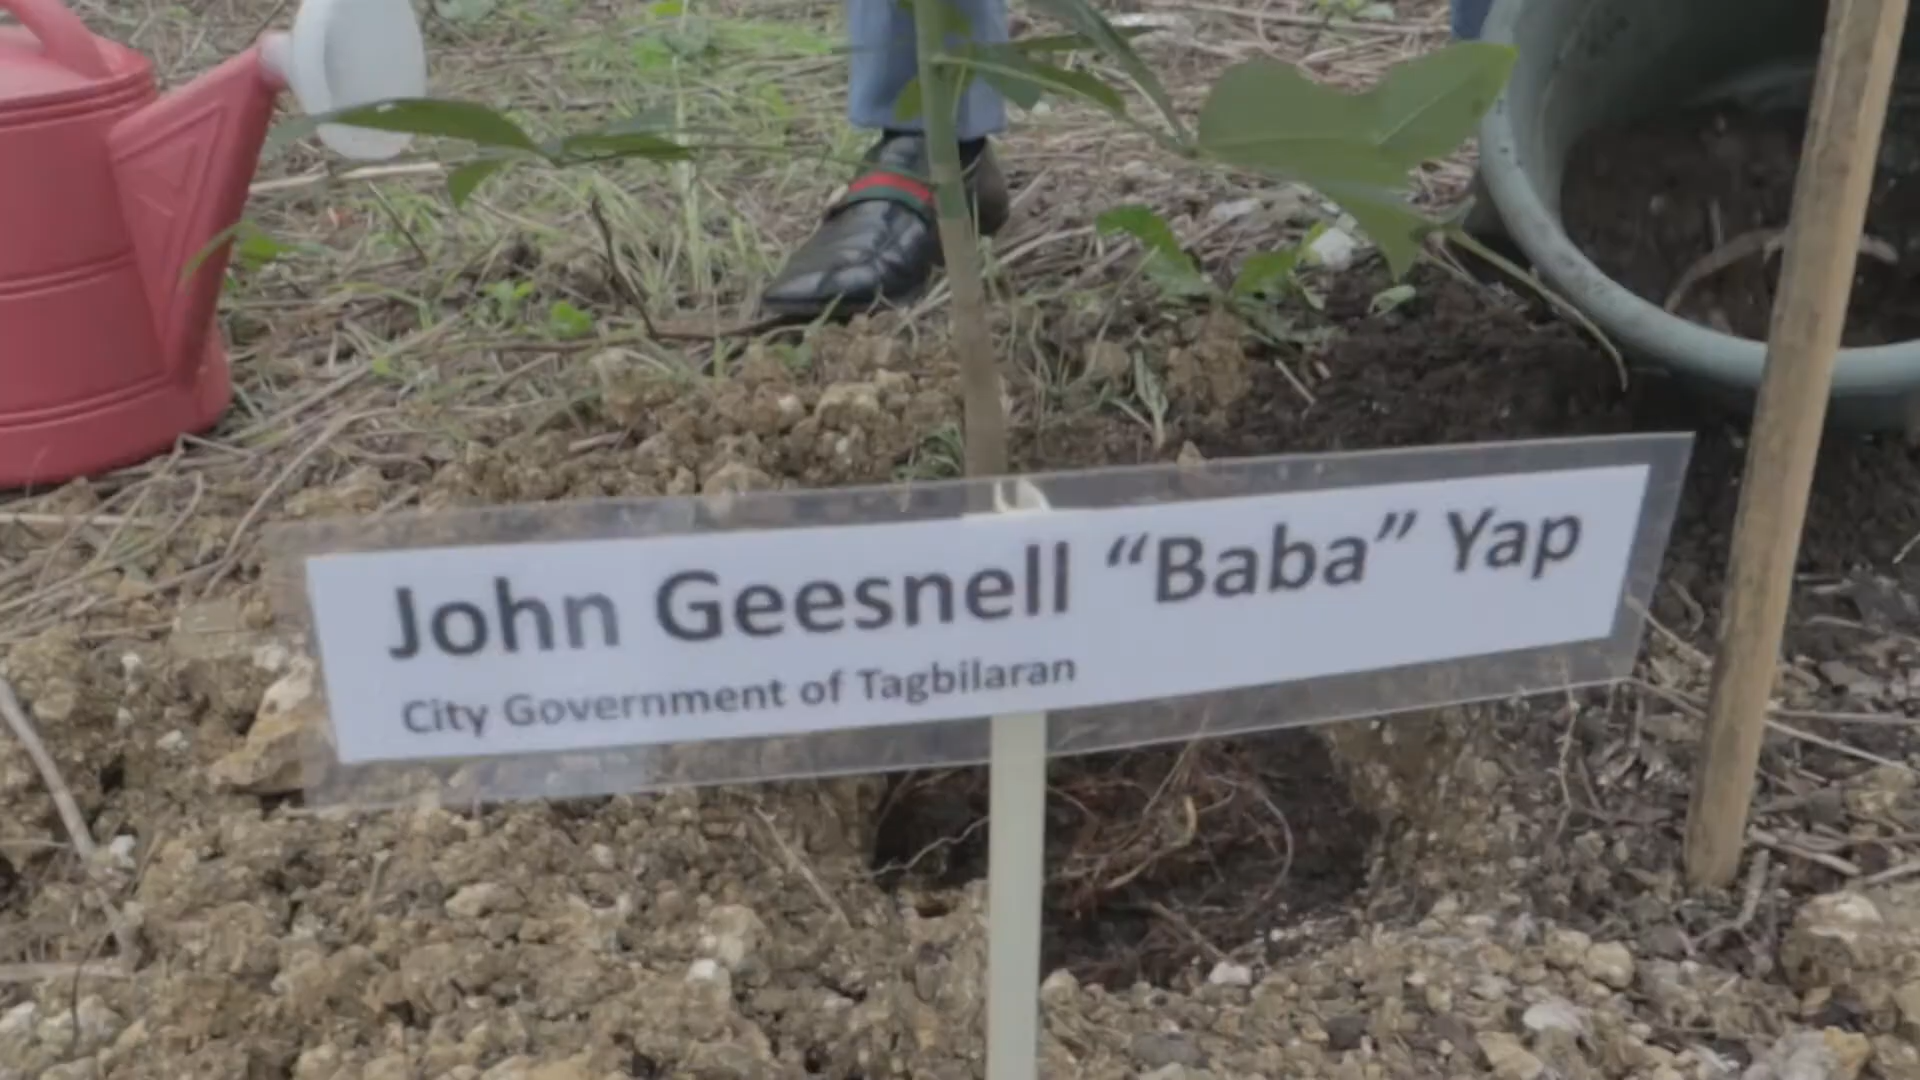 John Geesnell “Baba” Yap
City Government of Tagbilaran